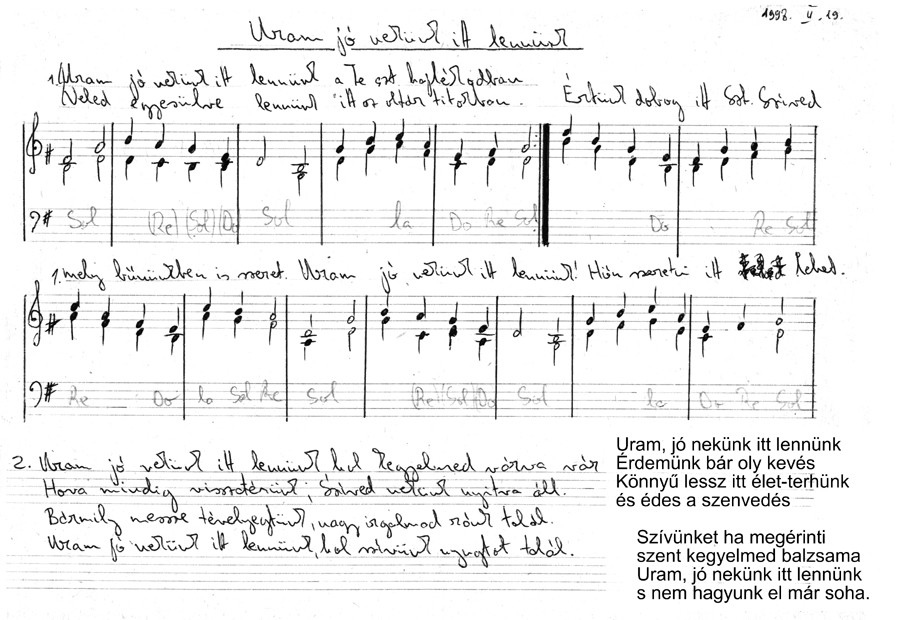 1998. II. 19.
Uram jó nekünk itt lennünk
1. Uram jó nekünk itt lennünk a Te szt hajlékodban
Veled egyesülve lennünk itt az oltár titokban.
Értünk dobog itt Szt. Szíved
Sol (Re) (Sol) (Do) Sol la Do Re Sol Do Re Sol
1. mely bűnünkben is szeret. Uram jó nekünk itt lennünk! Hőn szeretni itt lehet.
Re Do la Sol Re Sol (Re) (Sol) (Do) Sol la Do Re Sol
2. Uram jó nekünk itt lennünk hol kegyelmed várva vár
Hova mindig visszatérünk, Szíved nekünk nyitva áll.
Bármily messze tévelyegtünk, nagy irgalmad ránk talál.
Uram jó nekünk itt lennünk, hol szívünk nyugtot talál.
Uram, jó nekünk itt lennünk
Érdemünk bár oly kevés
Könnyű lessz itt élet-terhünk
és édes a szenvedés
Szívünket ha megérinti
szent kegyelmed balzsama
Uram, jó nekünk itt lennünk
s nem hagyunk el már soha.